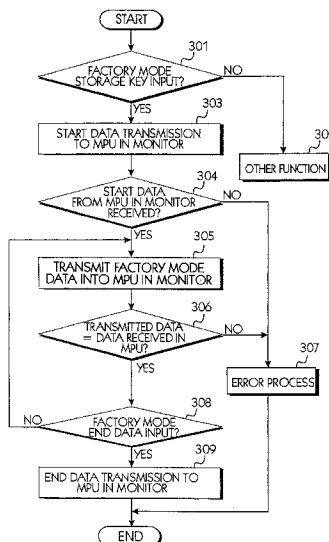 START
301
FACTORY MODE
STORAGE KEY INPUT?
NO
YES
303
START DATA TRANSMISSION
TO MPU IN MONITOR
30
OTHER FUNCTION
304
START DATA
FROM MPU IN MONITOR
RECEIVED?
NO
YES
305
TRANSMIT FACTORY MODE
DATA INTO MPU IN MONITOR
306
TRANSMITTED DATA
= DATA RECEIVED IN
MPU?
NO
YES
307
ERROR PROCESS
308
NO
FACTORY MODE
END DATA INPUT?
YES
309
END DATA TRANSMISSION TO
MPU IN MONITOR
END